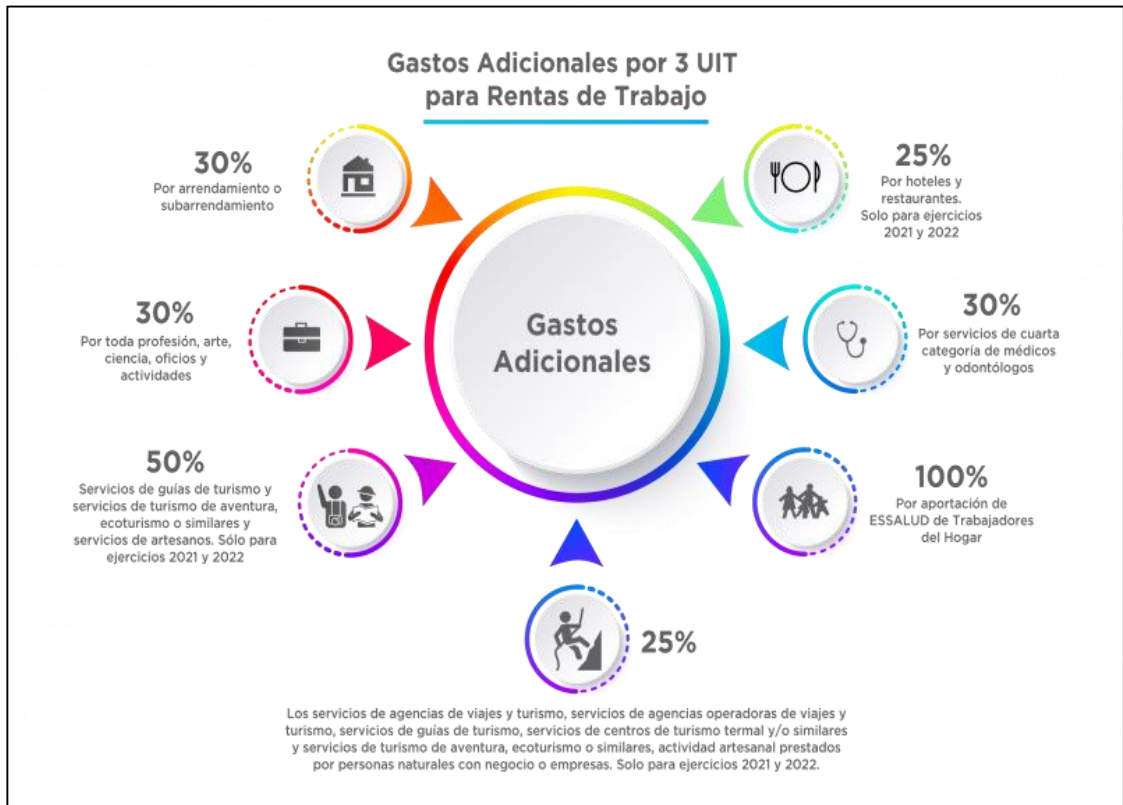 Gastos Adicionales por 3 UIT
para Rentas de Trabajo
30%
Por arrendamiento o
subarrendamiento
25%
Por hoteles y
restaurantes.
Solo para ejercicios
2021 y 2022
30%
Por toda profesión, arte,
ciencia, oficios y
actividades
Gastos
Adicionales
30%
Por servicios de cuarta
categoría de médicos
y odontólogos
50%
Servicios de guías de turismo y
servicios de turismo de aventura,
ecoturismo o similares y
servicios de artesanos. Sólo para
ejercicios 2021 y 2022
100%
Por aportación de
ESSALUD de Trabajadores
del Hogar
25%
Los servicios de agencias de viajes y turismo, servicios de agencias operadoras de viajes y
turismo, servicios de guías de turismo, servicios de centros de turismo termal y/o similares
y servicios de turismo de aventura, ecoturismo o similares, actividad artesanal prestados
por personas naturales con negocio o empresas. Solo para ejercicios 2021 y 2022.